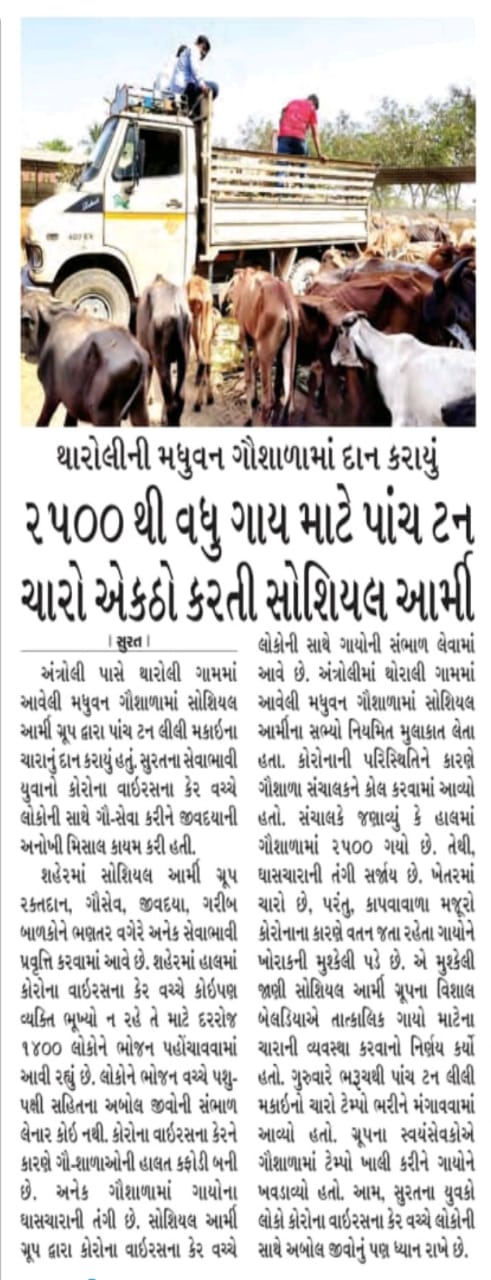 થારોલીની મધુવન ગૌશાળામાં દાન કરાયું
૨૫૦૦ થી વધુ ગાય માટે પાંચ ટન
ચારો એકઠો કરતી સોશિયલ આર્મી
। સુરત ।
અંત્રોલી પાસે થારોલી ગામમાં
આવેલી મધુવન ગૌશાળામાં સોશિયલ
આર્મી ગ્રૂપ દ્વારા પાંચ ટન લીલી મકાઇના
ચારાનું દાન કરાયું હતું. સુરતના સેવાભાવી
યુવાનો કોરોના વાઇરસના કેર વચ્ચે
લોકોની સાથે ગૌ-સેવા કરીને જીવદયાની
અનોખી મિસાલ કાયમ કરી હતી.
શહેરમાં સોશિયલ આર્મી ગ્રૂપ
રક્તદાન, ગૌસેવ, જીવદયા, ગરીબ
બાળકોને ભણતર વગેરે અનેક સેવાભાવી
પ્રવૃત્તિ કરવામાં આવે છે. શહેરમાં હાલમાં
કોરોના વાઇરસના કેર વચ્ચે કોઇપણ
વ્યક્તિ ભૂખ્યો ન રહે તે માટે દરરોજ
૧૪૦૦ લોકોને ભોજન પહોંચાવવામાં
આવી રહ્યું છે. લોકોને ભોજન વચ્ચે પશુ-
પક્ષી સહિતના અબોલ જીવોની સંભાળ
લેનાર કોઇ નથી. કોરોના વાઇરસના કેરને
કારણે ગૌ-શાળાઓની હાલત કફોડી બની
છે. અનેક ગૌશાળામાં ગાયોના
ઘાસચારાની તંગી છે. સોશિયલ આર્મી
ગ્રૂપ દ્વારા કોરોના વાઇરસના કેર વચ્ચે
લોકોની સાથે ગાયોની સંભાળ લેવામાં
આવે છે. અંત્રોલીમાં થોરાલી ગામમાં
આવેલી મધુવન ગૌશાળામાં સોશિયલ
આર્મીના સભ્યો નિયમિત મુલાકાત લેતા
હતા. કોરોનાની પરિસ્થિતિને કારણે
ગૌશાળા સંચાલકને કોલ કરવામાં આવ્યો
હતો. સંચાલકે જણાવ્યું કે હાલમાં
ગૌશાળામાં ૨૫૦૦ ગયો છે. તેથી,
ઘાસચારાની તંગી સર્જાય છે. ખેતરમાં
ચારો છે, પરંતુ, કાપવાવાળા મજૂરો
કોરોનાના કારણે વતન જતા રહેતા ગાયોને
ખોરાકની મુશ્કેલી પડે છે. એ મુશ્કેલી
જાણી સોશિયલ આર્મી ગ્રૂપના વિશાલ
બેલડિયાએ તાત્કાલિક ગાયો માટેના
ચારાની વ્યવસ્થા કરવાનો નિર્ણય કર્યો
હતો. ગુરુવારે ભરૂચથી પાંચ ટન લીલી
મકાઇનો ચારો ટેમ્પો ભરીને મંગાવવામાં
આવ્યો હતો. ગ્રૂપના સ્વયંસેવકોએ
ગૌશાળામાં ટેમ્પો ખાલી કરીને ગાયોને
ખવડાવ્યો હતો. આમ, સુરતના યુવકો
લોકો કોરોના વાઇરસના કેર વચ્ચે લોકોની
સાથે અબોલ જીવોનું પણ ધ્યાન રાખે છે.